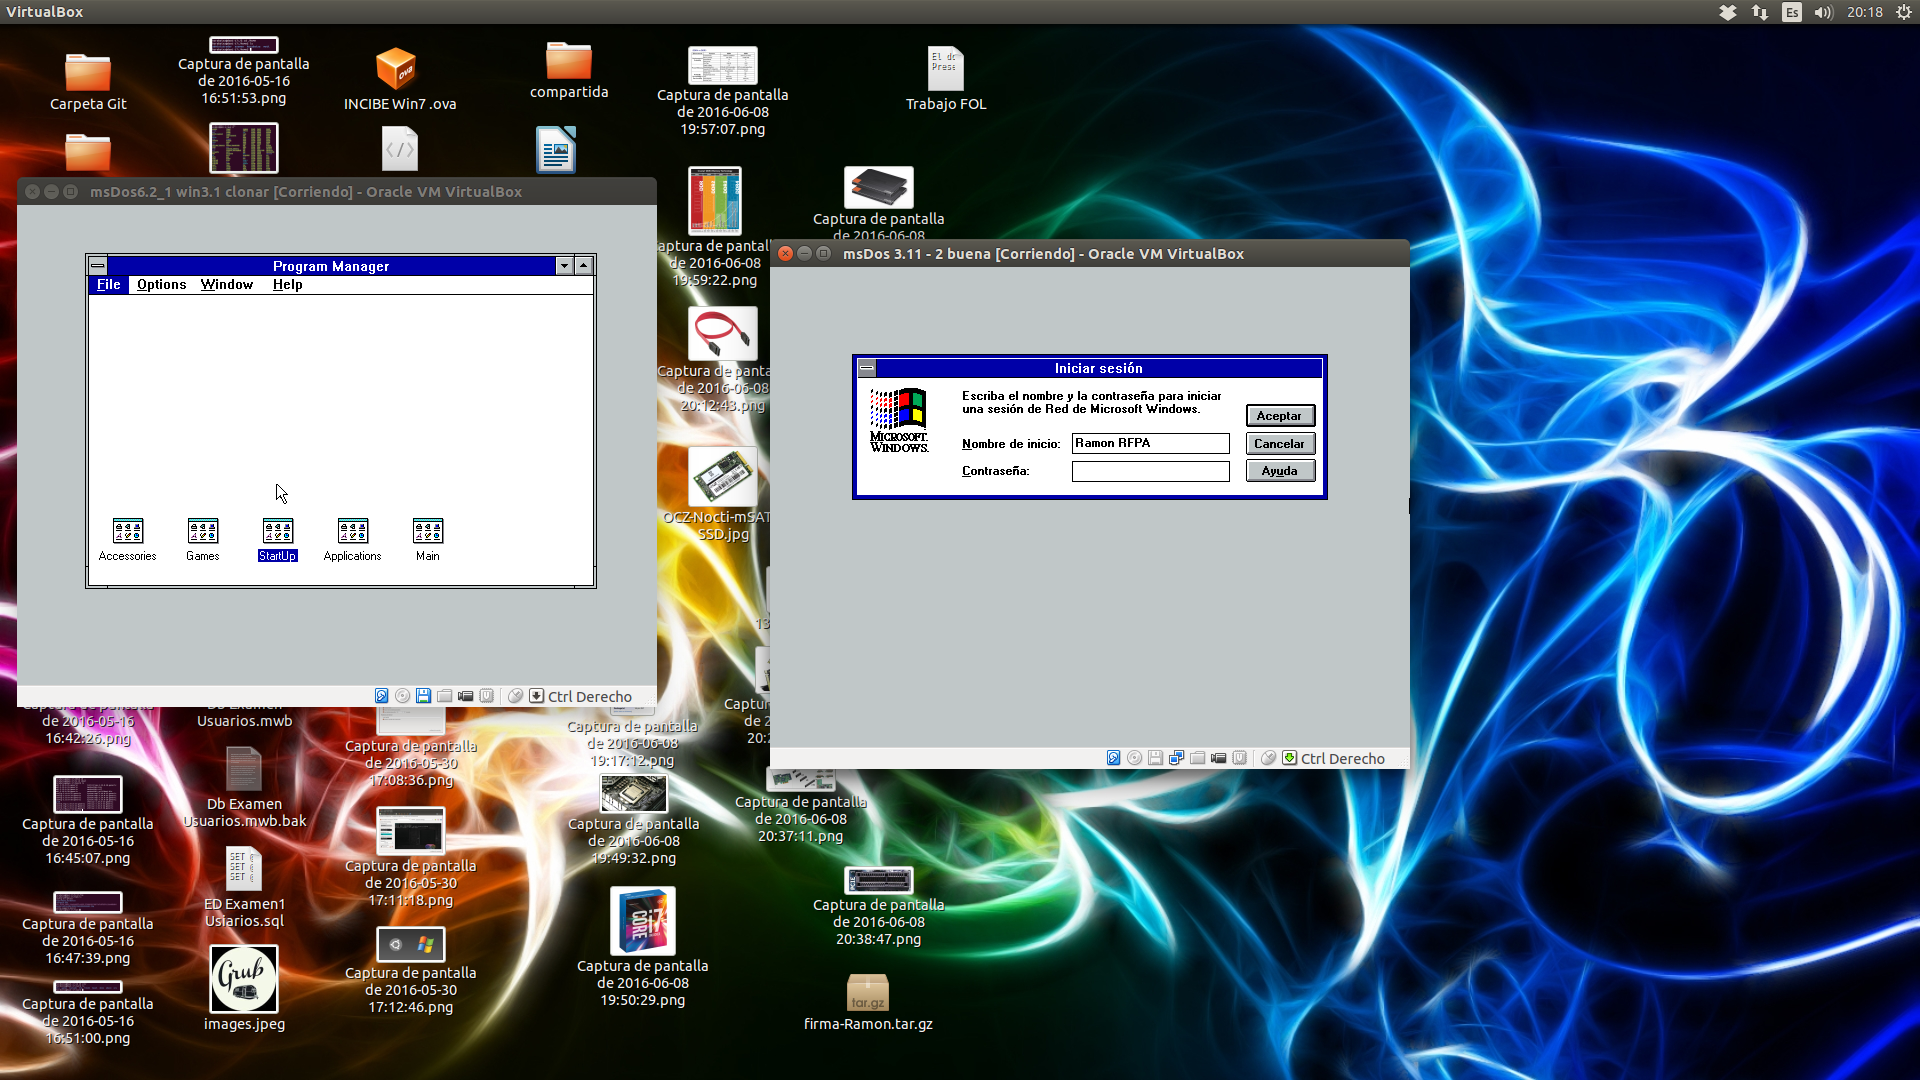 VirtualBox
Es
20:18
Carpeta Git
Captura de pantalla
de 2016-05-16
16:51:53.png
INCIBE Win7 .ova
compartida
Captura de pantalla
de 2016-06-08
19:57:07.png
Trabajo FOL
msDos6.2_1 win3.1 clonar [Corriendo] - Oracle VM VirtualBox
Program Manager
File Options Window Help
Accessories
Games
StartUp
Applications
Main
Ctrl Derecho
aptura de pantal
de 2016-06-08
19:59:22.png
Captura de pantalla
de 2016-06-08
Captura de panta
de 2016-06-08
20:12:43.png
OCZ-Nocti-mSAT
SSD.jpg
msDos 3.11 - 2 buena [Corriendo] - Oracle VM VirtualBox
Iniciar sesión
MICROSOFT.
WINDOWS.
Escriba el nombre y la contraseña para iniciar
una sesión de Red de Microsoft Windows.
Nombre de inicio: Ramon RFPA
Contraseña:
Aceptar
Cancelar
Ayuda
Ctrl Derecho
Captura de pantalla
de 2016-05-16
16:42:26.png
Db Examen
Usuarios.mwb
Captura de pantalla
de 2016-05-30
17:08:36.png
Captura de pantalla
de 2016-06-08
19:17:12.png
Captura de pantalla
de 2016-05-16
16:45:07.png
Db Examen
Usuarios.mwb.bak
Captura de pantalla
de 2016-05-30
17:11:18.png
Captura de pantalla
de 2016-06-08
19:49:32.png
Captura de pantalla
de 2016-06-08
20:37:11.png
Captura de pantalla
de 2016-05-16
16:47:39.png
ED Examen1
Usiarios.sql
Captura de pantalla
de 2016-05-30
17:12:46.png
CORE i7
Captura de pantalla
de 2016-06-08
19:50:29.png
Captura de pantalla
de 2016-06-08
20:38:47.png
Captura de pantalla
de 2016-05-16
16:51:00.png
Grub
images.jpeg
tar.gz
firma-Ramon.tar.gz